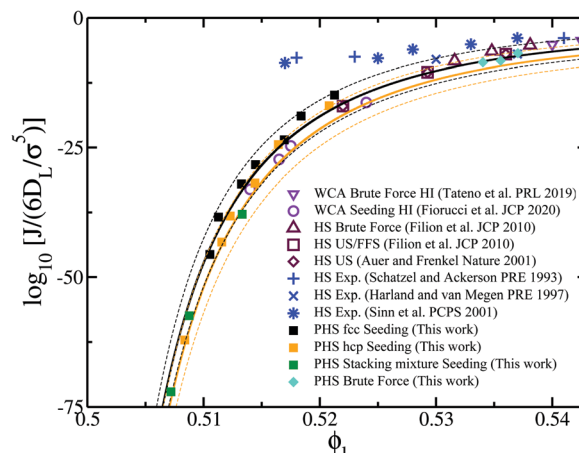 0
-25
-50
-75
log10 [J/(6D_L/σ^5)]
WCA Brute Force HI (Tateno et al. PRL 2019)
WCA Seeding HI (Fiorucci et al. JCP 2020)
HS Brute Force (Filion et al. JCP 2010)
HS US/FFS (Filion et al. JCP 2010)
HS US (Auer and Frenkel Nature 2001)
HS Exp. (Schatzel and Ackerson PRE 1993)
HS Exp. (Harland and van Megen PRE 1997)
HS Exp. (Sinn et al. PCPS 2001)
PHS fcc Seeding (This work)
PHS hcp Seeding (This work)
PHS Stacking mixture Seeding (This work)
PHS Brute Force (This work)
0.5 0.51 0.52 0.53 0.54